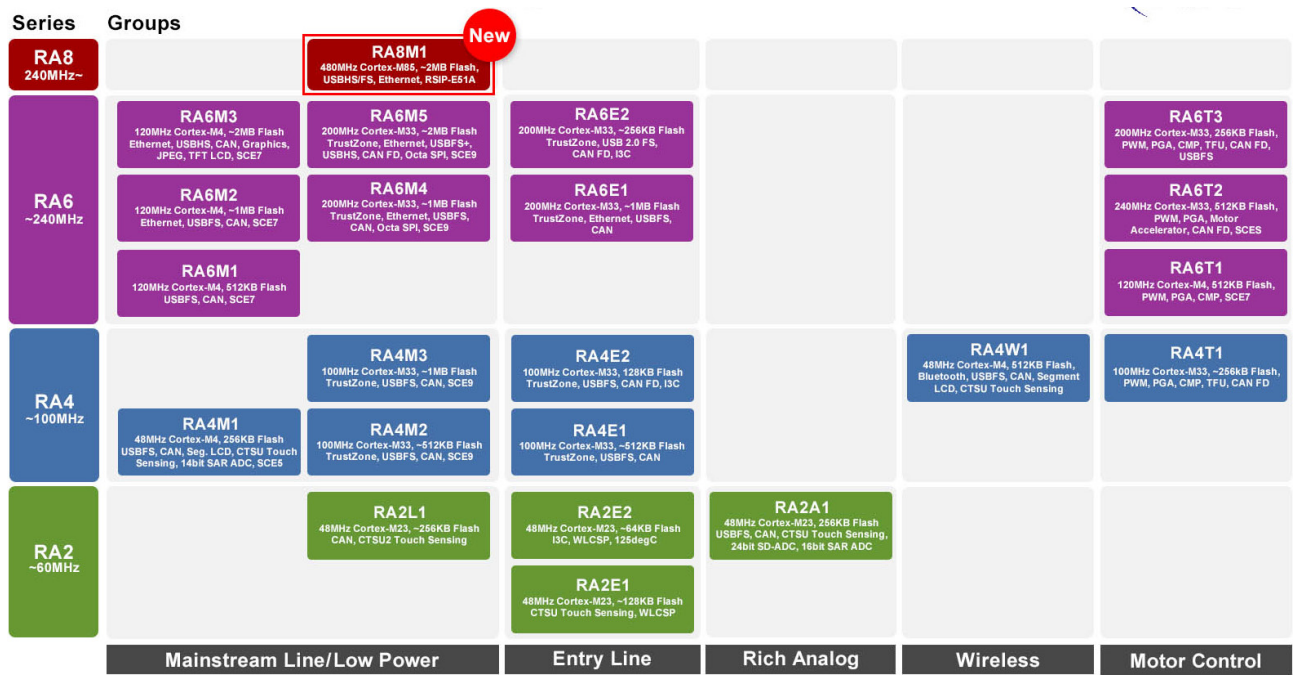 Series Groups
New
RA8
240MHz~
RA8M1
480MHz Cortex-M85, ~2MB Flash,
USBHS/FS, Ethernet, RSIP-E51A
RA6
~240MHz
RA6M3
120MHz Cortex-M4, ~2MB Flash
Ethernet, USBHS, CAN, Graphics,
JPEG, TFT LCD, SCE7
RA6M5
200MHz Cortex-M33, ~2MB Flash
TrustZone, Ethernet, USBFS+,
USBHS, CAN FD, Octa SPI, SCE9
RA6E2
200MHz Cortex-M33, ~256KB Flash
TrustZone, USB 2.0 FS,
CAN FD, I3C
RA6T3
200MHz Cortex-M33, 256KB Flash,
PWM, PGA, CMP, TFU, CAN FD,
USBFS
RA6M2
120MHz Cortex-M4, ~1MB Flash
Ethernet, USBFS, CAN, SCE7
RA6M4
200MHz Cortex-M33, ~1MB Flash
TrustZone, Ethernet, USBFS,
CAN, Octa SPI, SCE9
RA6E1
200MHz Cortex-M33, ~1MB Flash
TrustZone, Ethernet, USBFS,
CAN
RA6T2
240MHz Cortex-M33, 512KB Flash,
PWM, PGA, Motor
Accelerator, CAN FD, SCES
RA6M1
120MHz Cortex-M4, 512KB Flash
USBFS, CAN, SCE7
RA6T1
120MHz Cortex-M4, 512KB Flash,
PWM, PGA, CMP, SCE7
RA4
~100MHz
RA4M3
100MHz Cortex-M33, ~1MB Flash
TrustZone, USBFS, CAN, SCE9
RA4E2
100MHz Cortex-M33, 128KB Flash
TrustZone, USBFS, CAN FD, I3C
RA4W1
48MHz Cortex-M4, 512KB Flash,
Bluetooth, USBFS, CAN, Segment
LCD, CTSU Touch Sensing
RA4T1
100MHz Cortex-M33, ~256kB Flash,
PWM, PGA, CMP, TFU, CAN FD
RA4M1
48MHz Cortex-M4, 256KB Flash
USBFS, CAN, Seg. LCD, CTSU Touch
Sensing, 14bit SAR ADC, SCE5
RA4M2
100MHz Cortex-M33, ~512KB Flash
TrustZone, USBFS, CAN, SCE9
RA4E1
100MHz Cortex-M33, ~512KB Flash
TrustZone, USBFS, CAN
RA2
~60MHz
RA2L1
48MHz Cortex-M23, ~256KB Flash
CAN, CTSU2 Touch Sensing
RA2E2
48MHz Cortex-M23, ~64KB Flash
I3C, WLCSP, 125degC
RA2A1
48MHz Cortex-M23, 256KB Flash
USBFS, CAN, CTSU Touch Sensing,
24bit SD-ADC, 16bit SAR ADC
RA2E1
48MHz Cortex-M23, ~128KB Flash
CTSU Touch Sensing, WLCSP
Mainstream Line/Low Power
Entry Line
Rich Analog
Wireless
Motor Control